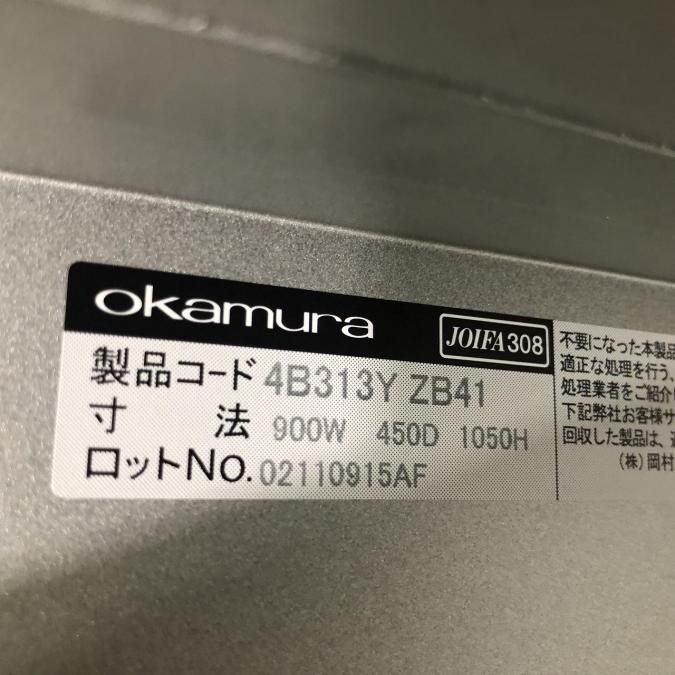 okamura
JOIFA308
製品コード 4B313Y ZB41
寸 法 900W 450D 1050H
ロットNO. 02110915AF
不要になった本製品
適正な処理を行う、
処理業者をご紹介
下記弊社お客様サ
回収した製品は、
(株)岡村